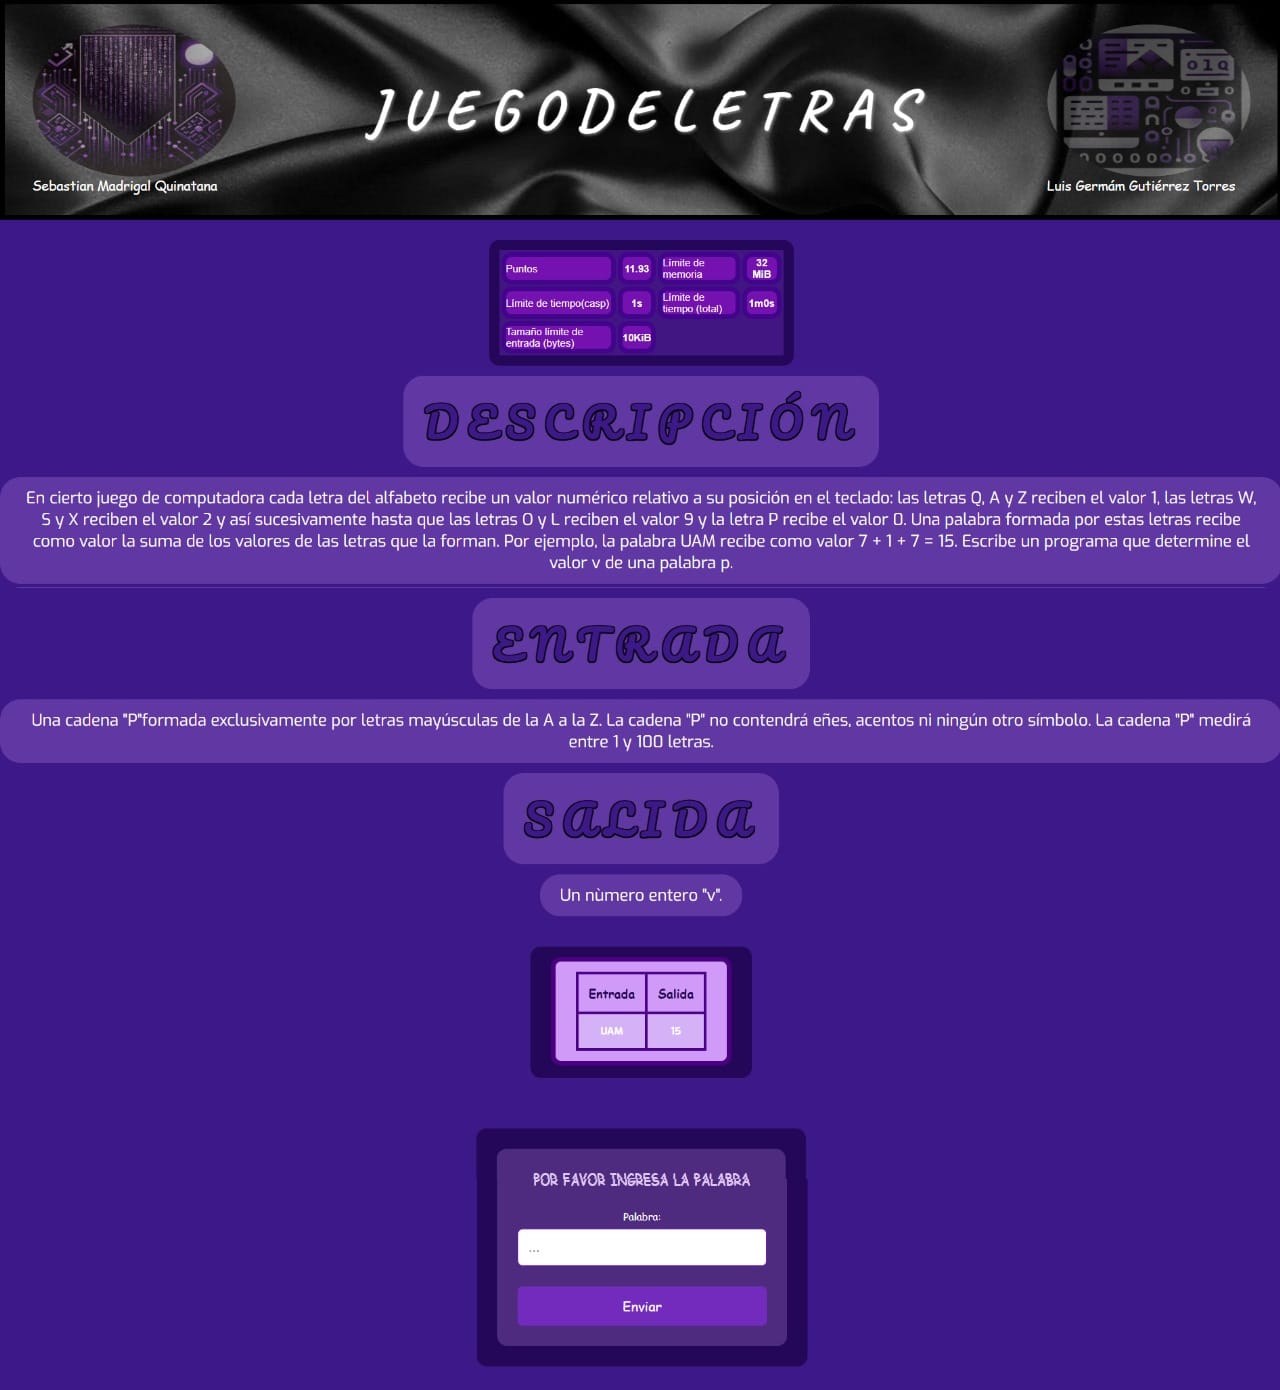 JUEGODELETRAS
Sebastian Madrigal Quinatana
Luis Germám Gutiérrez Torres
Puntos 11.93 Límite de memoria 32 MiB
Límite de tiempo(casp) 1s Límite de tiempo (total) 1m0s
Tamaño límite de entrada (bytes) 10KiB
DESCRIPCIÓN
En cierto juego de computadora cada letra del alfabeto recibe un valor numérico relativo a su posición en el teclado: las letras Q, A y Z reciben el valor 1, las letras W,
S y X reciben el valor 2 y así sucesivamente hasta que las letras O y L reciben el valor 9 y la letra P recibe el valor 0. Una palabra formada por estas letras recibe
como valor la suma de los valores de las letras que la forman. Por ejemplo, la palabra UAM recibe como valor 7 + 1 + 7 = 15. Escribe un programa que determine el
valor v de una palabra p.
ENTRADA
Una cadena "P"formada exclusivamente por letras mayúsculas de la A a la Z. La cadena "P" no contendrá eñes, acentos ni ningún otro símbolo. La cadena "P" medirá
entre 1 y 100 letras.
SALIDA
Un nùmero entero "v".
Entrada Salida
UAM 15
POR FAVOR INGRESA LA PALABRA
Palabra:
...
Enviar